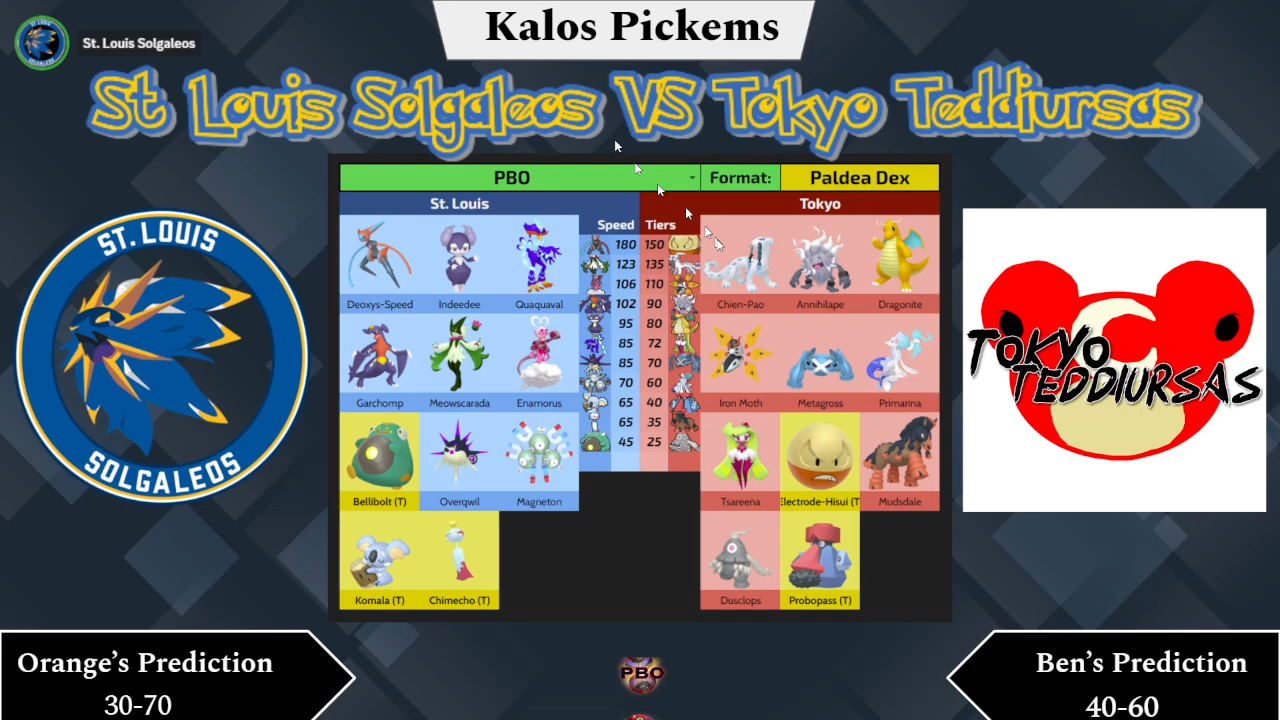 Kalos Pickems
St. Louis Solgaleos
St Louis Solgaleos VS Tokyo Teddiursas
PBO Format: Paldea Dex
St. Louis Tokyo
Speed Tiers
180 150
123 135
106 110
102 90
95 80
85 72
85 70
70 60
65 40
65 35
45 25
Deoxys-Speed Indeedee Quaquaval
Chien-Pao Annihilape Dragonite
Garchomp Meowscarada Enamorus
Iron Moth Metagross Primarina
Bellibolt (T) Overqwil Magneton
Tsareena Electrode-Hisui (T Mudsdale
Komala (T) Chimecho (T)
Dusclops Probopass (T)
ST. LOUIS
SOLGALEOS
TOKYO
TEDDIURSAS
Orange's Prediction
30-70
PBO
Ben's Prediction
40-60